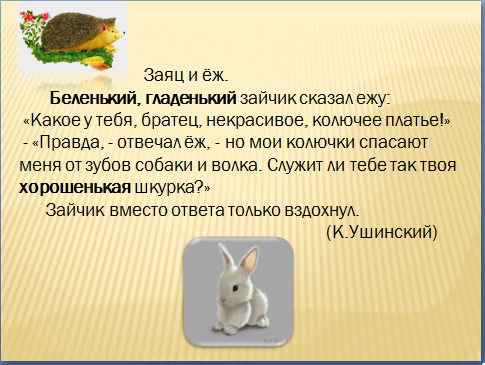 Заяц и ёж.
Беленький, гладенький зайчик сказал ежу:
«Какое у тебя, братец, некрасивое, колючее платье!»
- «Правда, - отвечал ёж, - но мои колючки спасают
меня от зубов собаки и волка. Служит ли тебе так твоя
хорошенькая шкурка?»
Зайчик вместо ответа только вздохнул.
(К.Ушинский)